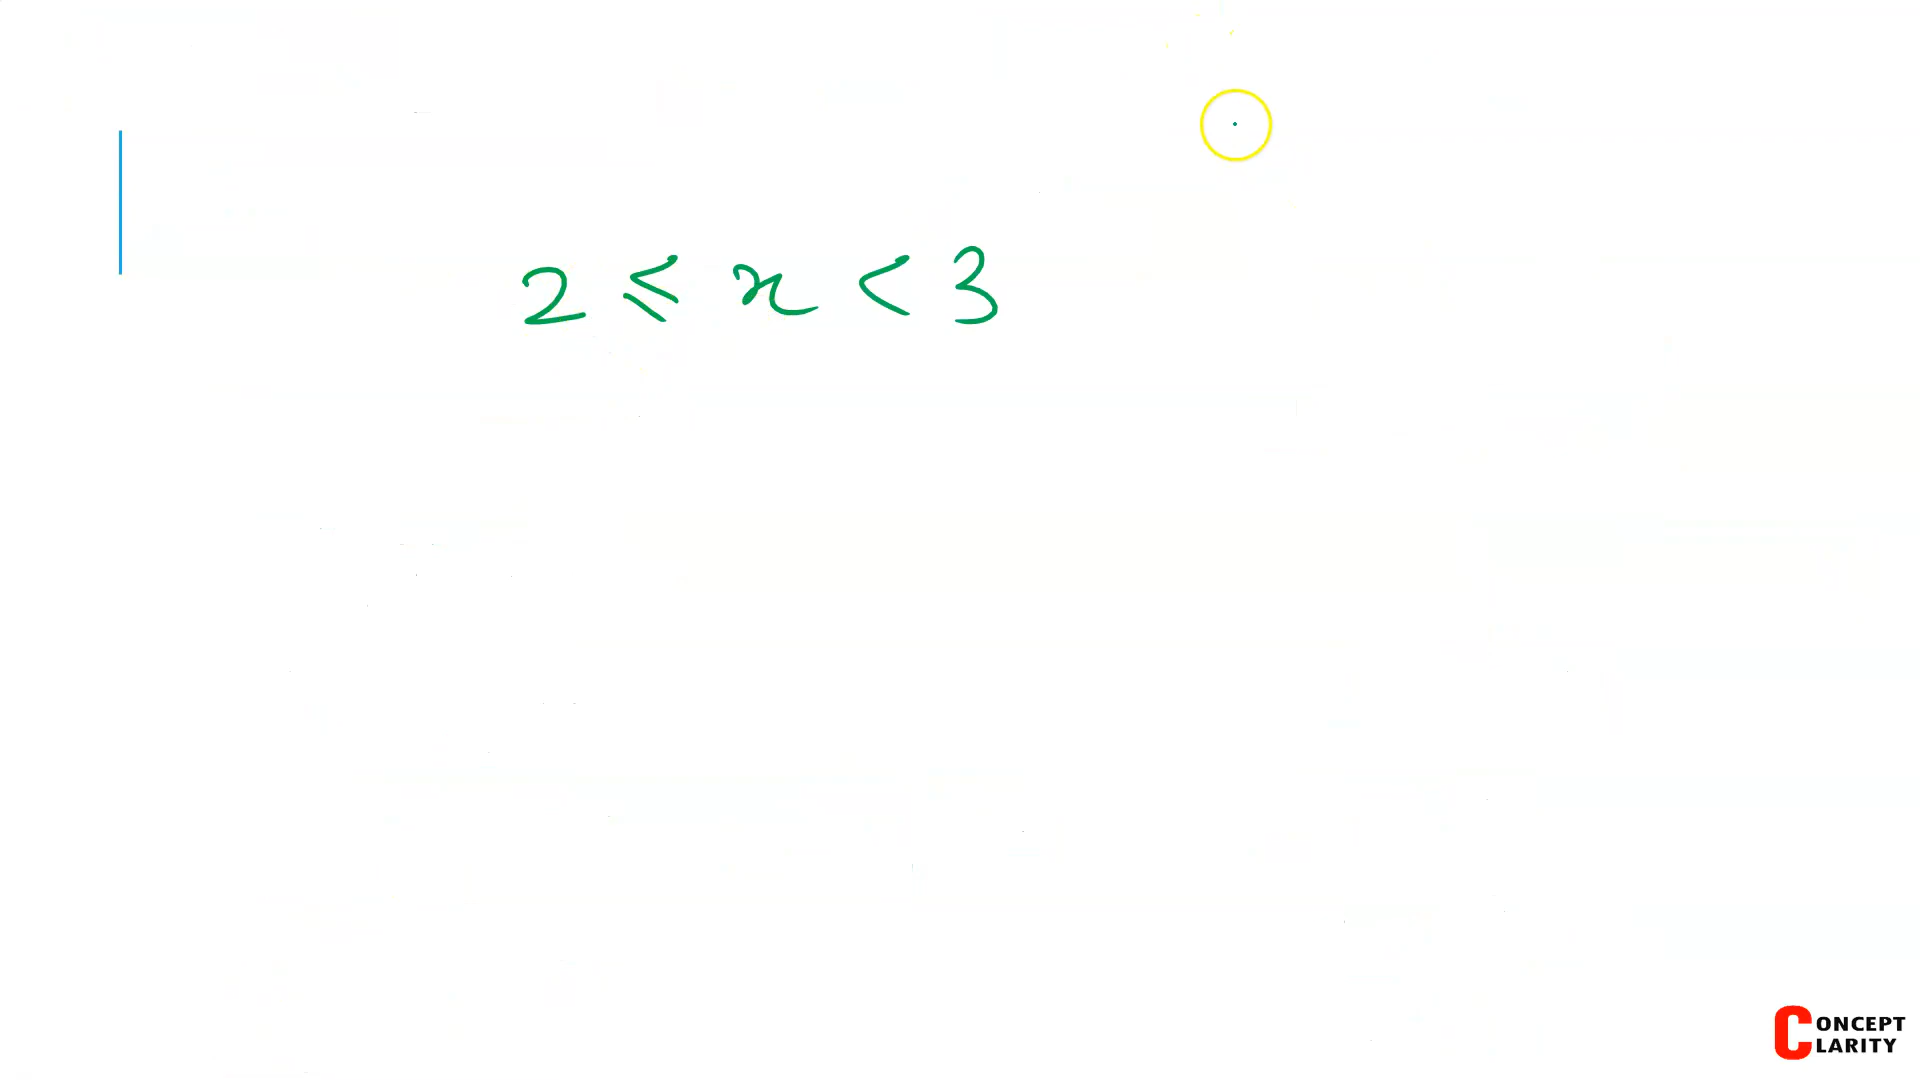 2 ≤ x < 3
CONCEPT
CLARITY